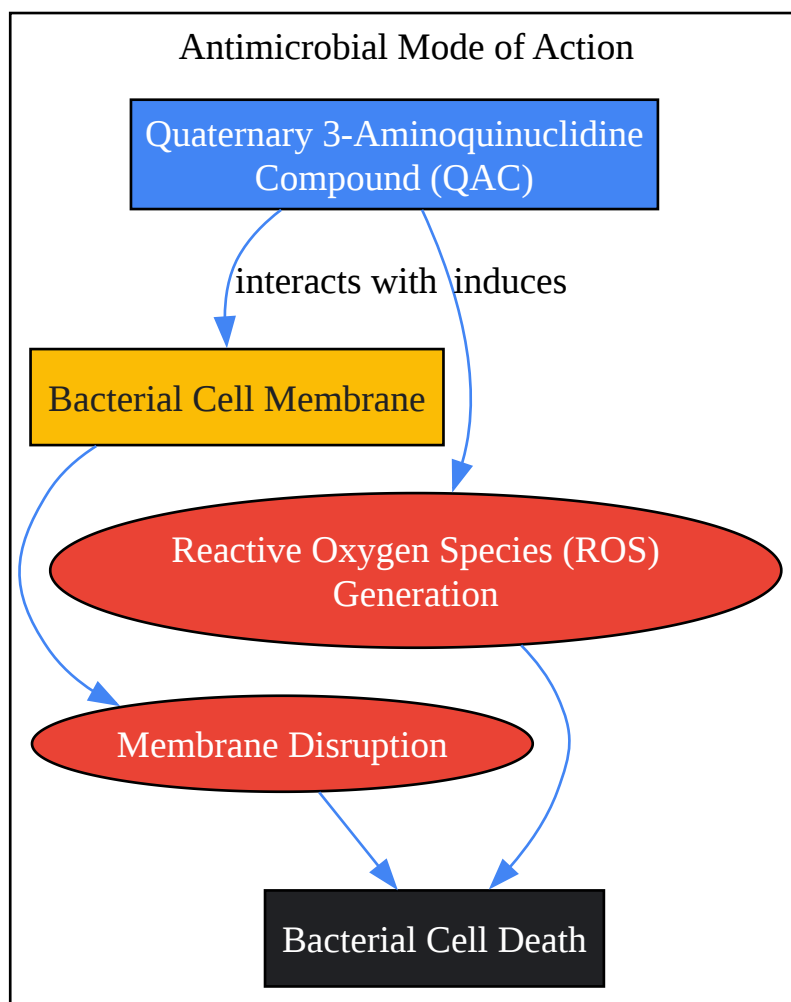 Antimicrobial Mode of Action
Quaternary 3-Aminoquinuclidine
Compound (QAC)
interacts with
induces
Bacterial Cell Membrane
Reactive Oxygen Species (ROS)
Generation
Membrane Disruption
Bacterial Cell Death